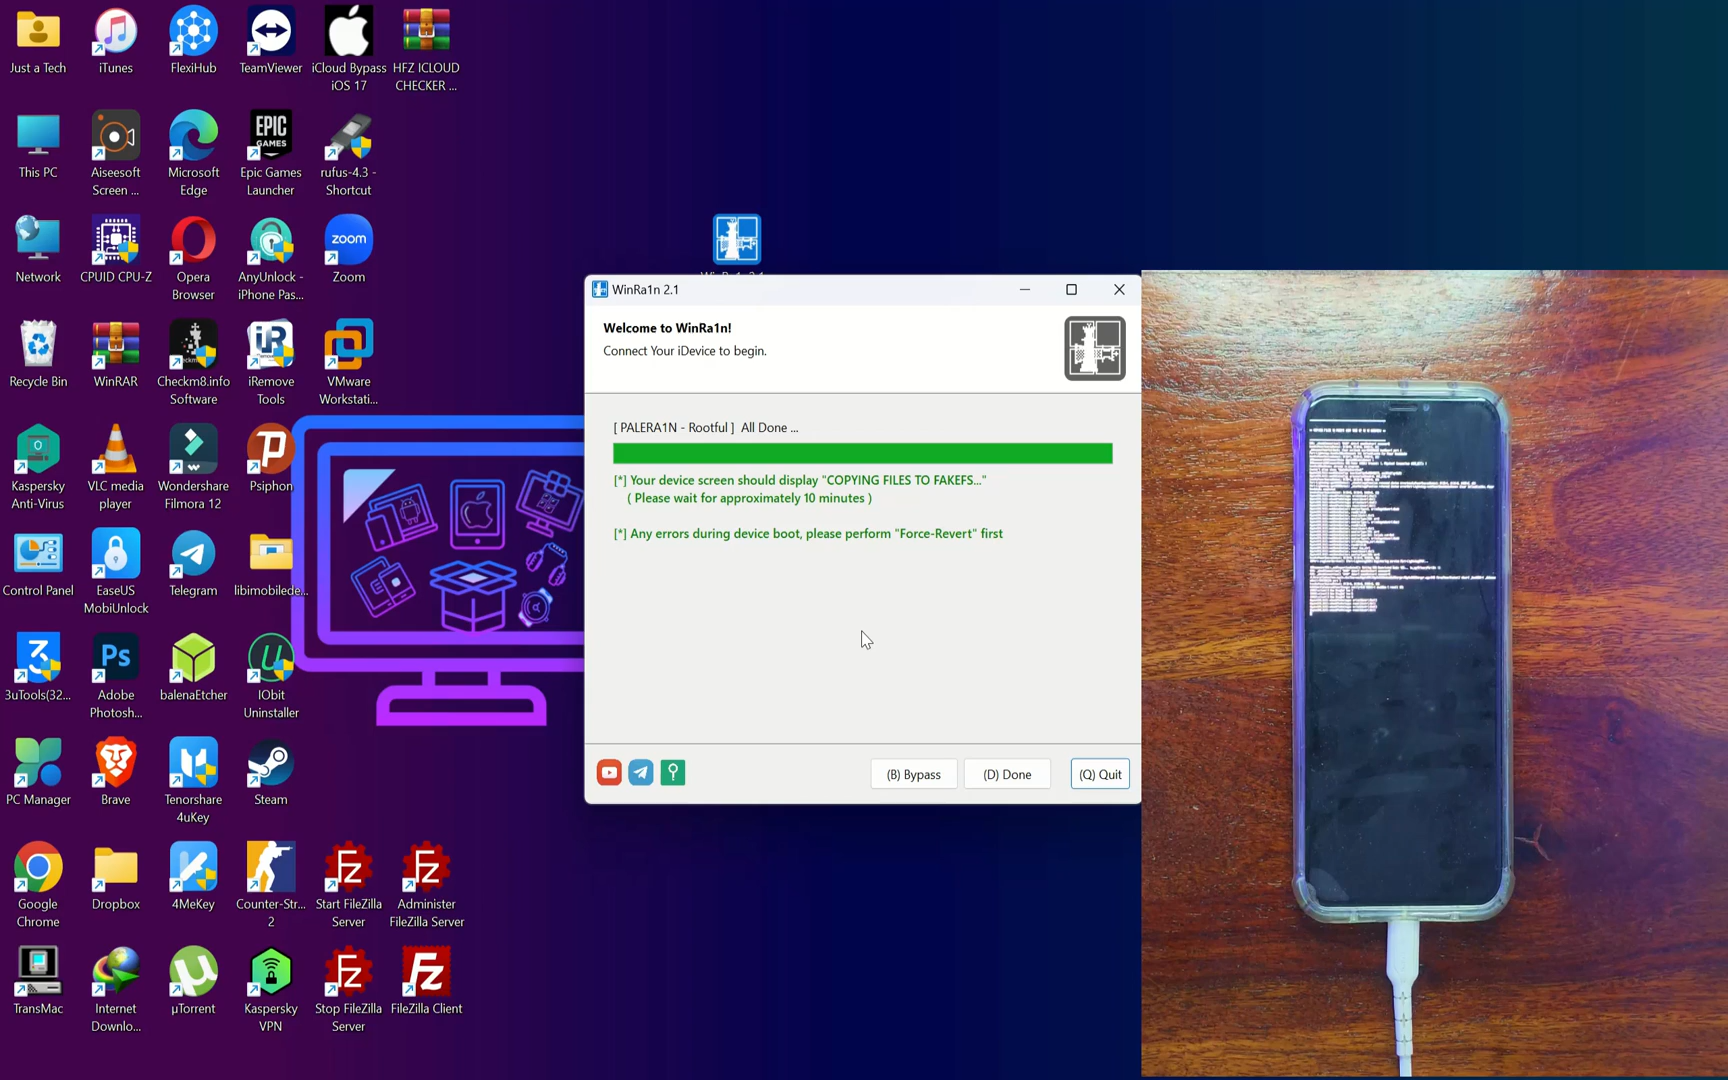 Just a Tech
iTunes
FlexiHub
TeamViewer
iCloud Bypass
iOS 17
HFZ ICLOUD
CHECKER ...
This PC
Aiseesoft
Screen ...
Microsoft
Edge
EPIC
GAMES
Epic Games
Launcher
rufus-4.3 -
Shortcut
Network
CPUID CPU-Z
Opera
Browser
AnyUnlock -
iPhone Pas...
zoom
Zoom
Recycle Bin
WinRAR
Checkm8.info
Software
iR
iRemove
Tools
VMware
Workstati...
Kaspersky
Anti-Virus
VLC media
player
Wondershare
Filmora 12
Psiphon
Control Panel
EaseUS
MobiUnlock
Telegram
libimobilede...
3uTools(32...
Ps
Adobe
Photosh...
balenaEtcher
IObit
Uninstaller
PC Manager
Brave
Tenorshare
4uKey
Steam
Google
Chrome
Dropbox
4MeKey
Counter-Str...
2
Start FileZilla
Server
Administer
FileZilla Server
TransMac
Internet
Downlo...
µTorrent
Kaspersky
VPN
Stop FileZilla
Server
FileZilla Client
WinRa1n 2.1
Welcome to WinRa1n!
Connect Your iDevice to begin.
[ PALERA1N - Rootful ]  All Done ...
[*] Your device screen should display "COPYING FILES TO FAKEFS..."
( Please wait for approximately 10 minutes )
[*] Any errors during device boot, please perform "Force-Revert" first
(B) Bypass
(D) Done
(Q) Quit